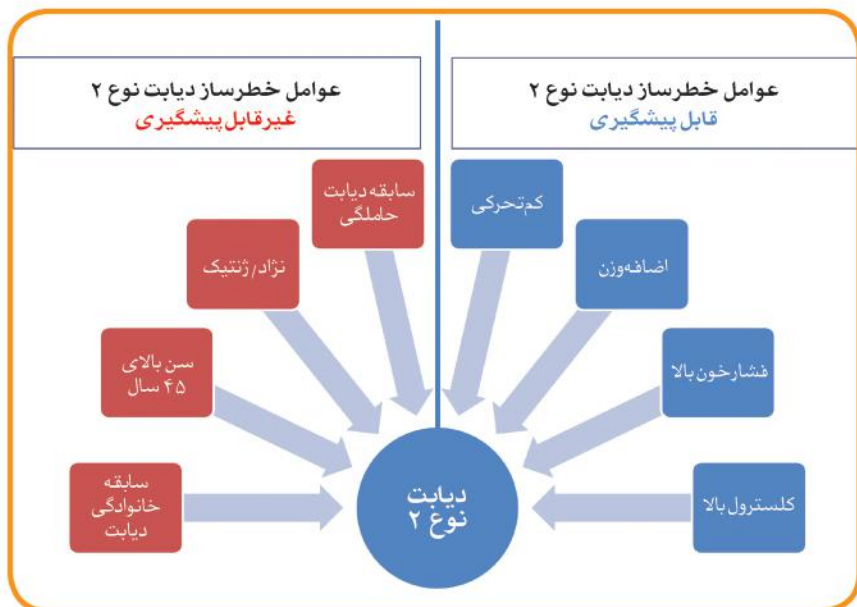 عوامل خطرساز دیابت نوع ۲
قابل پیشگیری
عوامل خطرساز دیابت نوع ۲
غیرقابل پیشگیری
کم‌تحرکی
اضافه‌وزن
فشارخون بالا
کلسترول بالا
سابقه دیابت
حاملگی
نژاد/ژنتیک
سن بالای
۴۵ سال
سابقه
خانوادگی
دیابت
دیابت
نوع ۲